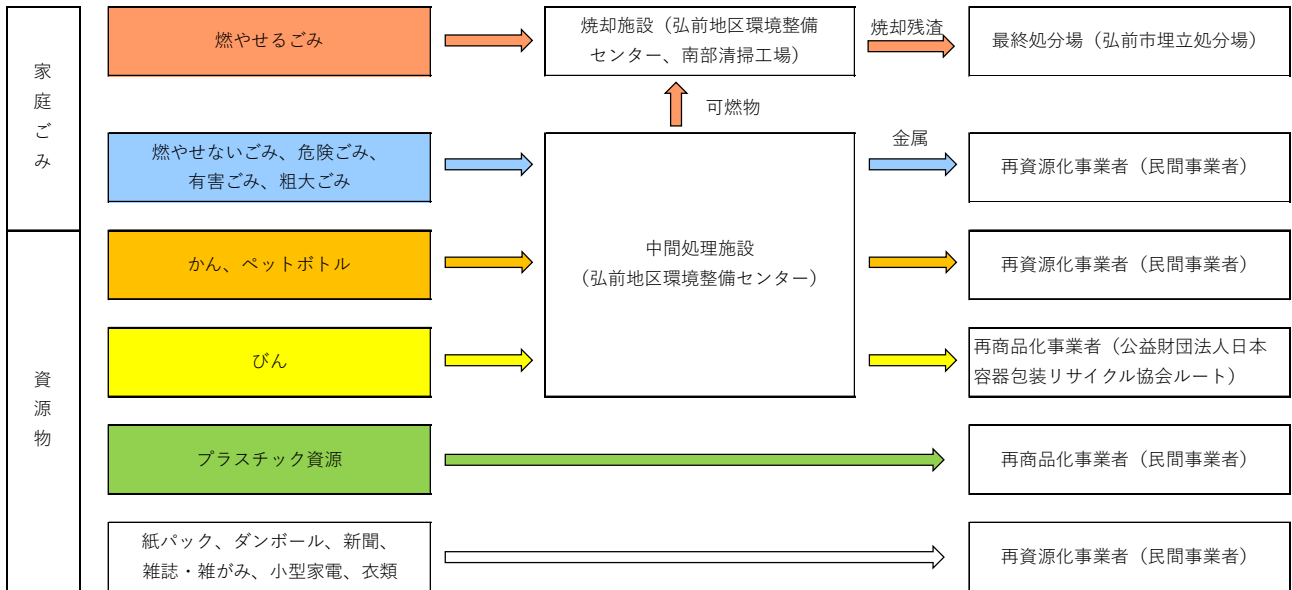 家
庭
ご
み
燃やせるごみ
焼却施設（弘前地区環境整備
センター、南部清掃工場）
焼却残渣
最終処分場（弘前市埋立処分場）
可燃物
燃やせないごみ、危険ごみ、
有害ごみ、粗大ごみ
金属
再資源化事業者（民間事業者）
中間処理施設
（弘前地区環境整備センター）
資
源
物
かん、ペットボトル
再資源化事業者（民間事業者）
びん
再商品化事業者（公益財団法人日本
容器包装リサイクル協会ルート）
プラスチック資源
再商品化事業者（民間事業者）
紙パック、ダンボール、新聞、
雑誌・雑がみ、小型家電、衣類
再資源化事業者（民間事業者）